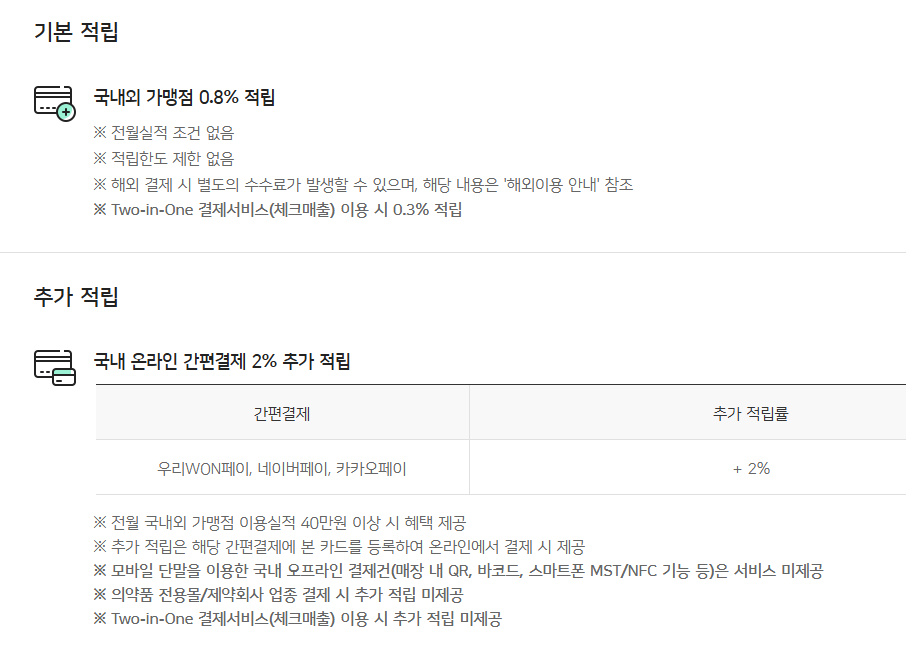 기본 적립
국내외 가맹점 0.8% 적립
※ 전월실적 조건 없음
※ 적립한도 제한 없음
※ 해외 결제 시 별도의 수수료가 발생할 수 있으며, 해당 내용은 '해외이용 안내' 참조
※ Two-in-One 결제서비스(체크매출) 이용 시 0.3% 적립
추가 적립
국내 온라인 간편결제 2% 추가 적립
간편결제 추가 적립률
우리WON페이, 네이버페이, 카카오페이 + 2%
※ 전월 국내외 가맹점 이용실적 40만원 이상 시 혜택 제공
※ 추가 적립은 해당 간편결제에 본 카드를 등록하여 온라인에서 결제 시 제공
※ 모바일 단말을 이용한 국내 오프라인 결제건(매장 내 QR, 바코드, 스마트폰 MST/NFC 기능 등)은 서비스 미제공
※ 의약품 전용몰/제약회사 업종 결제 시 추가 적립 미제공
※ Two-in-One 결제서비스(체크매출) 이용 시 추가 적립 미제공